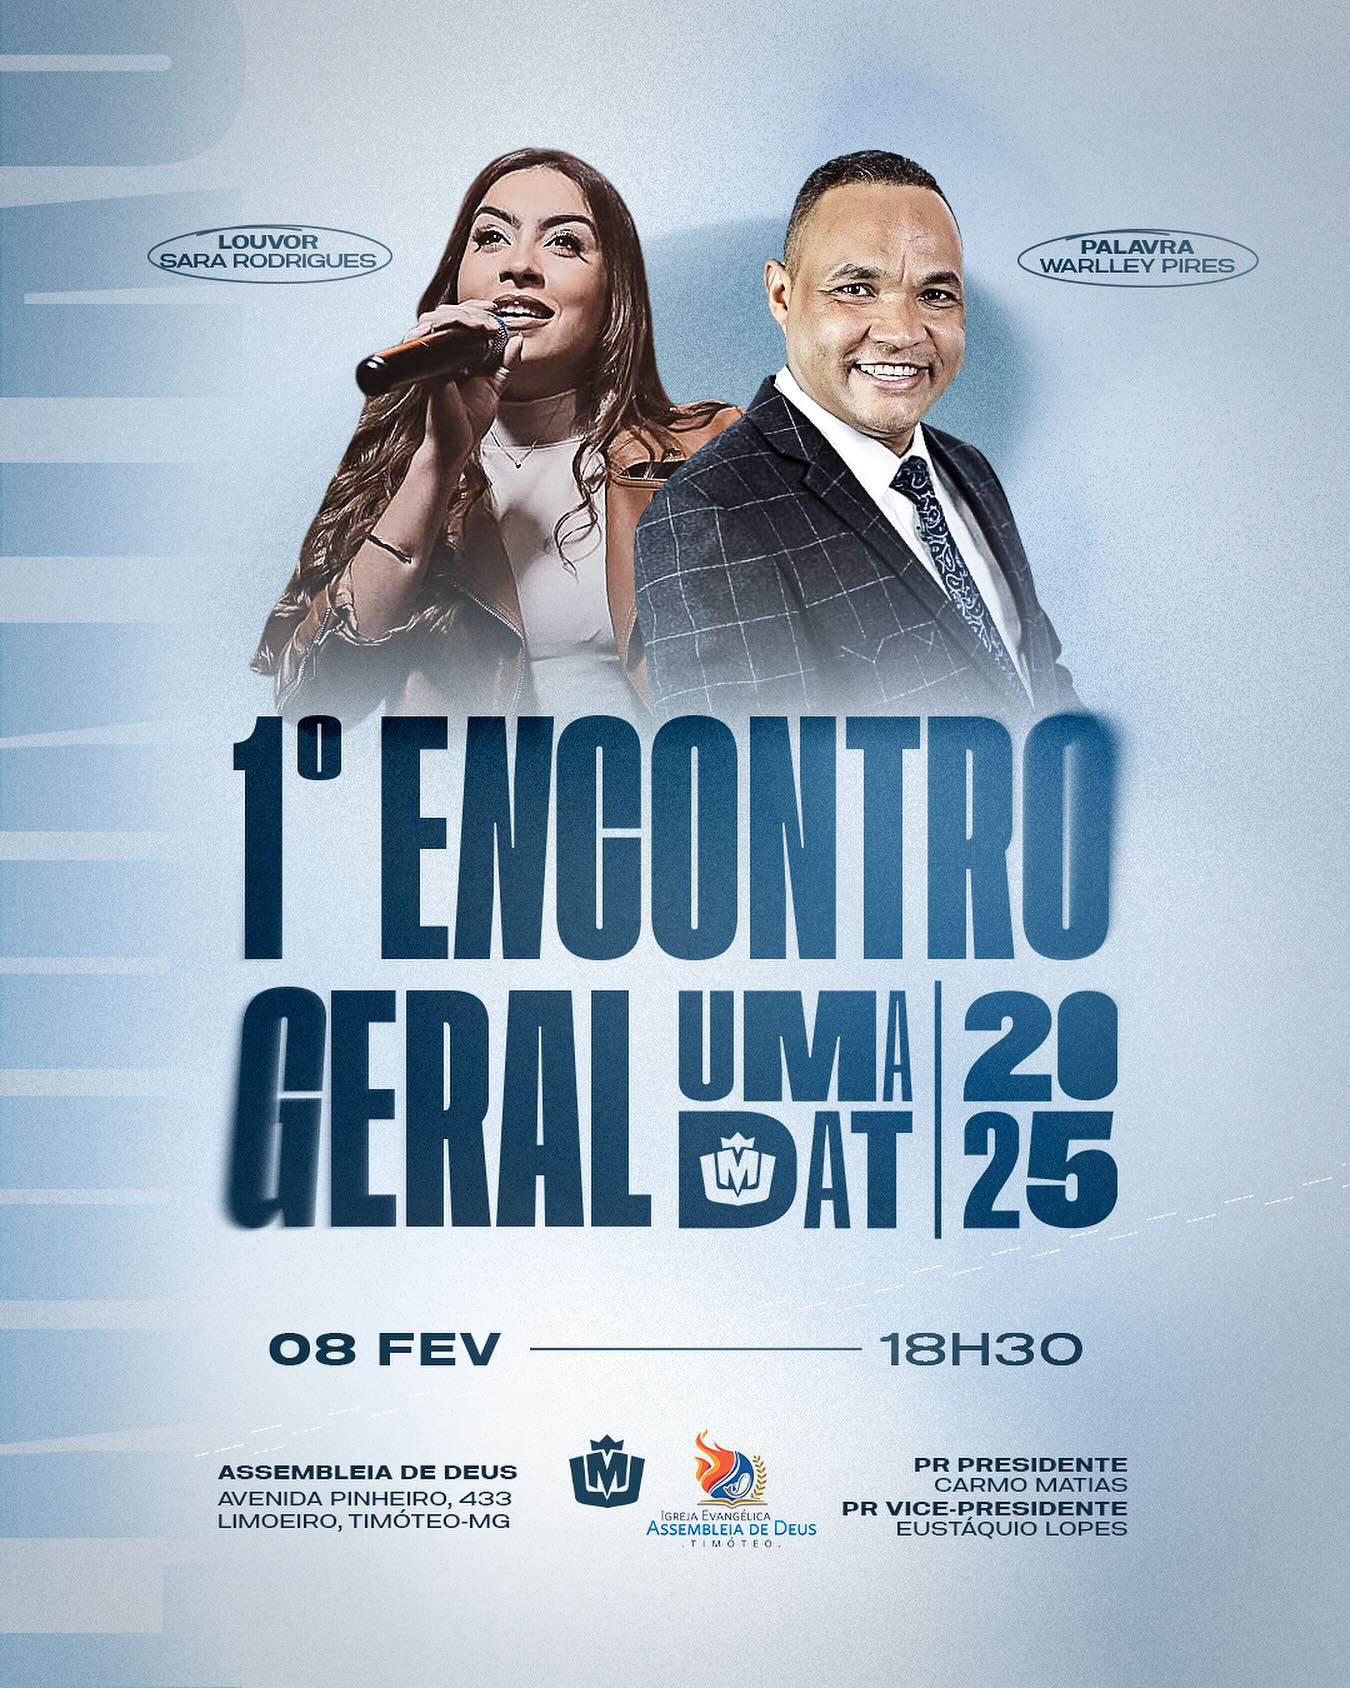 LOUVOR
SARA RODRIGUES
PALAVRA
WARLLEY PIRES
1º ENCONTRO
GERAL
UMA
DAT
20
25
08 FEV
18H30
ASSEMBLEIA DE DEUS
AVENIDA PINHEIRO, 433
LIMOEIRO, TIMÓTEO-MG
IGREJA EVANGÉLICA
ASSEMBLEIA DE DEUS
.TIMÓTEO.
PR PRESIDENTE
CARMO MATIAS
PR VICE-PRESIDENTE
EUSTÁQUIO LOPES